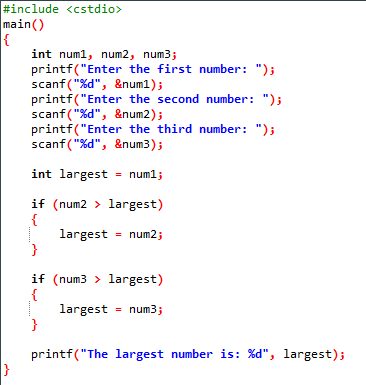 #include <cstdio>
main()
{
    int num1, num2, num3;
    printf("Enter the first number: ");
    scanf("%d", &num1);
    printf("Enter the second number: ");
    scanf("%d", &num2);
    printf("Enter the third number: ");
    scanf("%d", &num3);

    int largest = num1;

    if (num2 > largest)
    {
        largest = num2;
    }

    if (num3 > largest)
    {
        largest = num3;
    }

    printf("The largest number is: %d", largest);
}